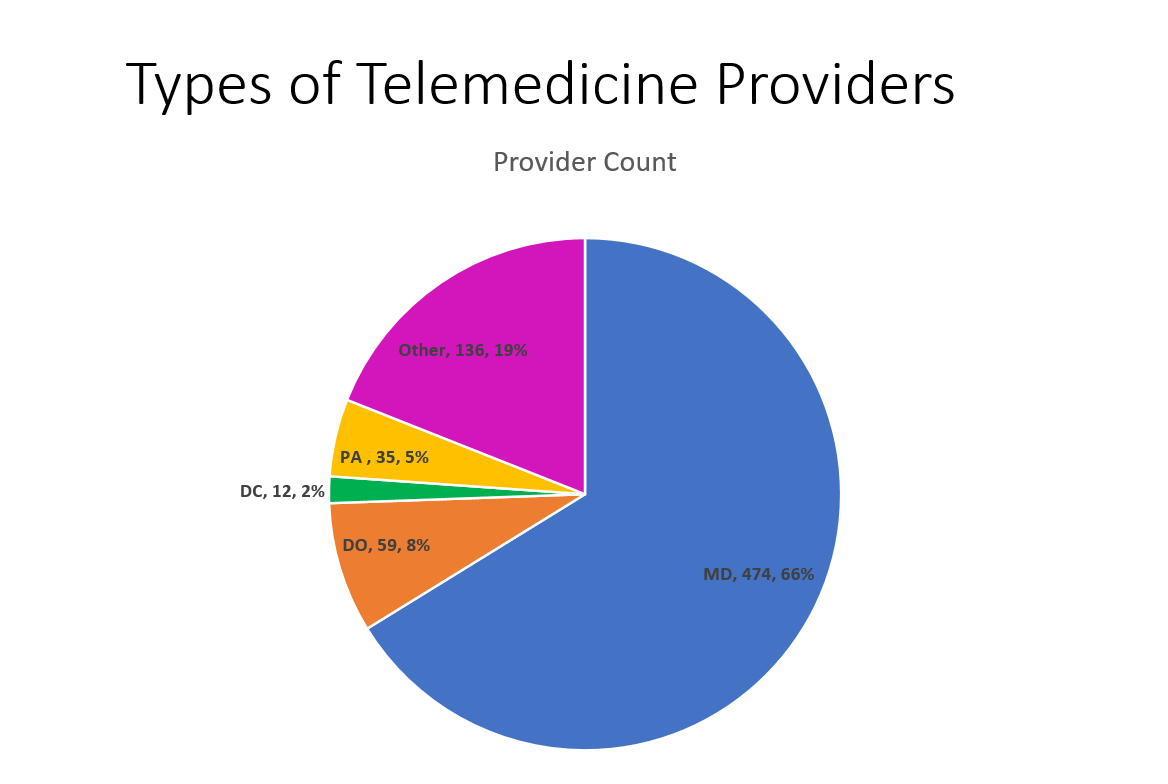 Types of Telemedicine Providers
Provider Count
Other, 136, 19%
PA , 35, 5%
DC, 12, 2%
DO, 59, 8%
MD, 474, 66%